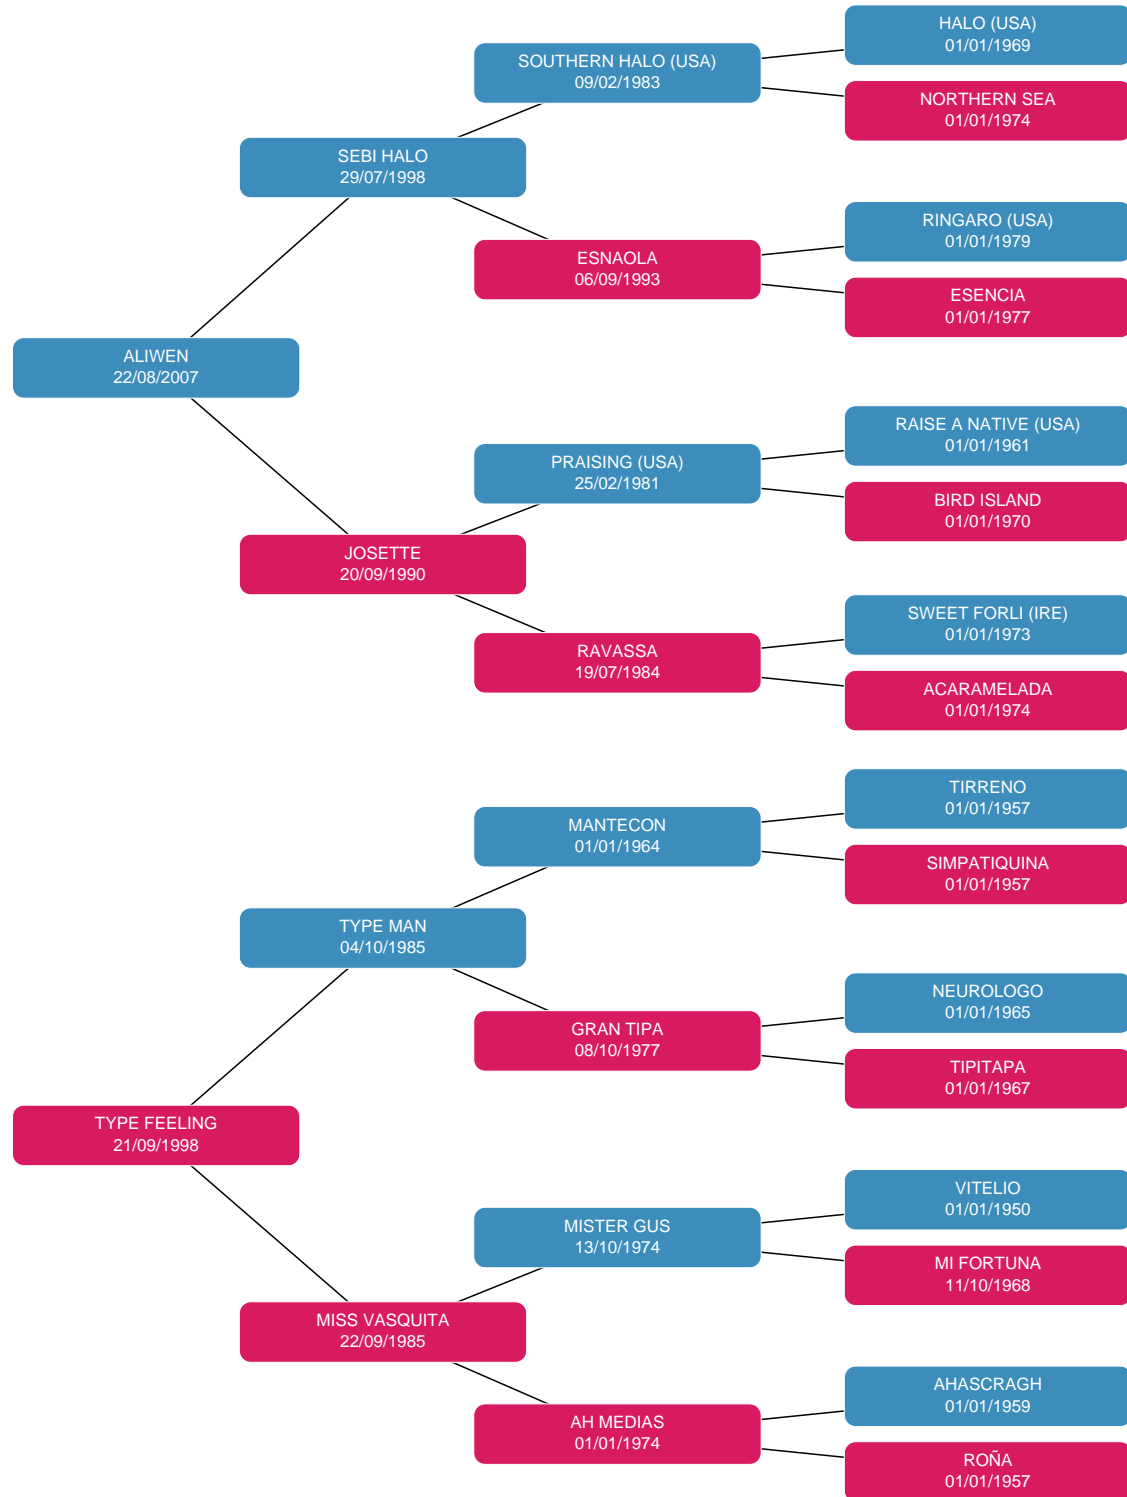 HALO (USA)
01/01/1969
SOUTHERN HALO (USA)
09/02/1983
NORTHERN SEA
01/01/1974
SEBI HALO
29/07/1998
RINGARO (USA)
01/01/1979
ESNAOLA
06/09/1993
ESENCIA
01/01/1977
ALIWEN
22/08/2007
RAISE A NATIVE (USA)
01/01/1961
PRAISING (USA)
25/02/1981
BIRD ISLAND
01/01/1970
JOSETTE
20/09/1990
SWEET FORLI (IRE)
01/01/1973
RAVASSA
19/07/1984
ACARAMELADA
01/01/1974
TIRRENO
01/01/1957
MANTECON
01/01/1964
SIMPATIQUINA
01/01/1957
TYPE MAN
04/10/1985
NEUROLOGO
01/01/1965
GRAN TIPA
08/10/1977
TIPITAPA
01/01/1967
TYPE FEELING
21/09/1998
VITELIO
01/01/1950
MISTER GUS
13/10/1974
MI FORTUNA
11/10/1968
MISS VASQUITA
22/09/1985
AHASCRAGH
01/01/1959
AH MEDIAS
01/01/1974
ROÑA
01/01/1957